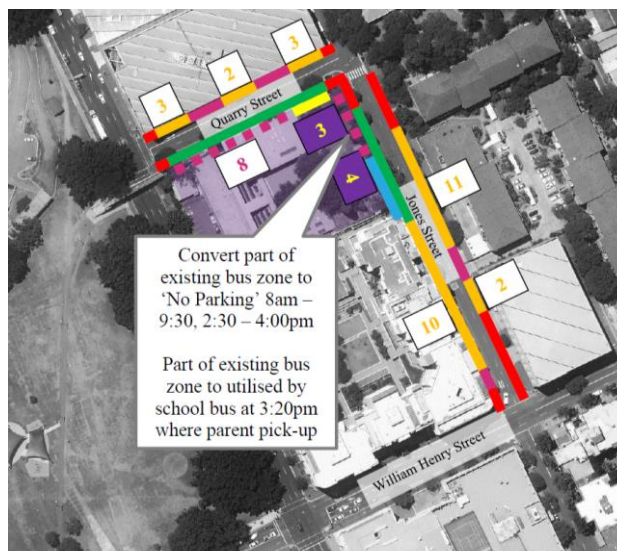 3
2
3
Quarry Street
3
8
4
11
Jones Street
2
10
Convert part of
existing bus zone to
‘No Parking’ 8am –
9:30, 2:30 – 4:00pm
Part of existing bus
zone to utilised by
school bus at 3:20pm
where parent pick-up
William Henry Street